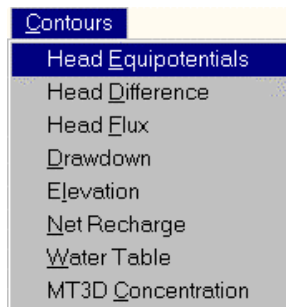 Contours
Head Equipotentials
Head Difference
Head Flux
Drawdown
Elevation
Net Recharge
Water Table
MT3D Concentration